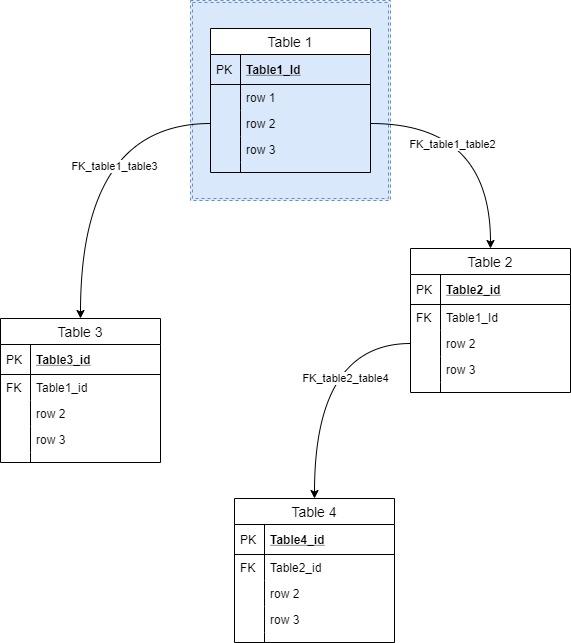 Table 1
PK Table1_Id
row 1
row 2
row 3
FK_table1_table3
FK_table1_table2
Table 2
PK Table2_id
FK Table1_Id
row 2
row 3
Table 3
PK Table3_id
FK Table1_id
row 2
row 3
FK_table2_table4
Table 4
PK Table4_id
FK Table2_id
row 2
row 3